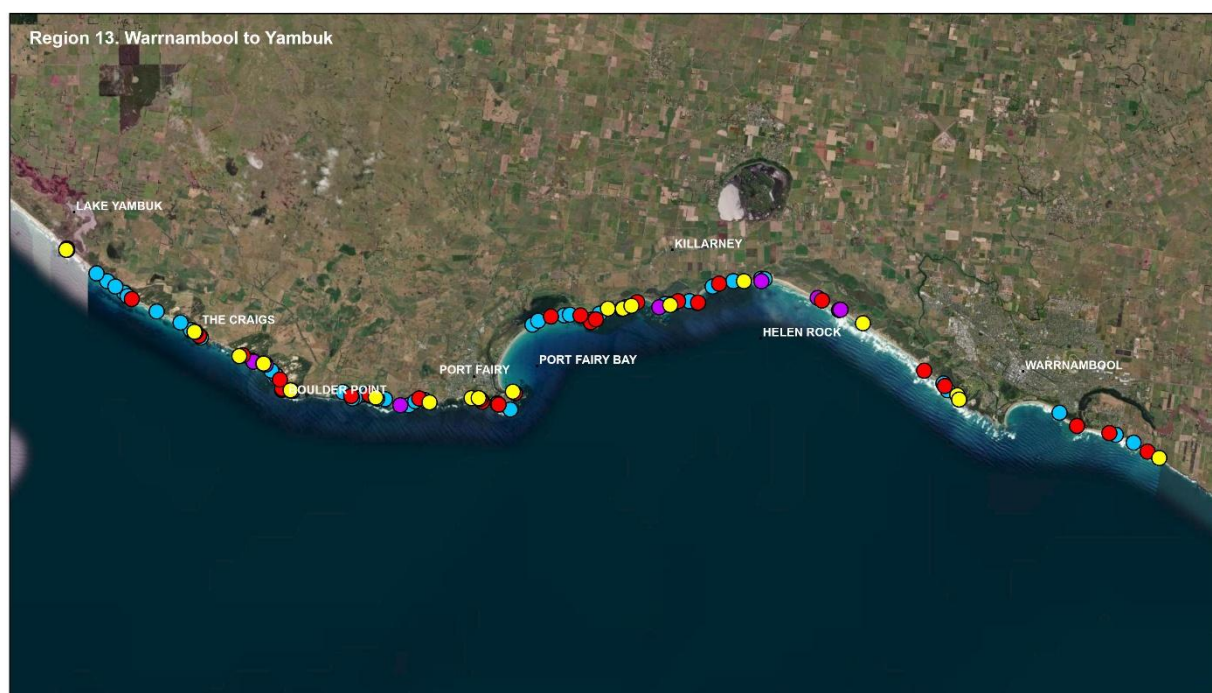 Region 13. Warrnambool to Yambuk
LAKE YAMBUK
KILLARNEY
THE CRAIGS
HELEN ROCK
PORT FAIRY BAY
PORT FAIRY
WARRNAMBOOL
BOULDER POINT